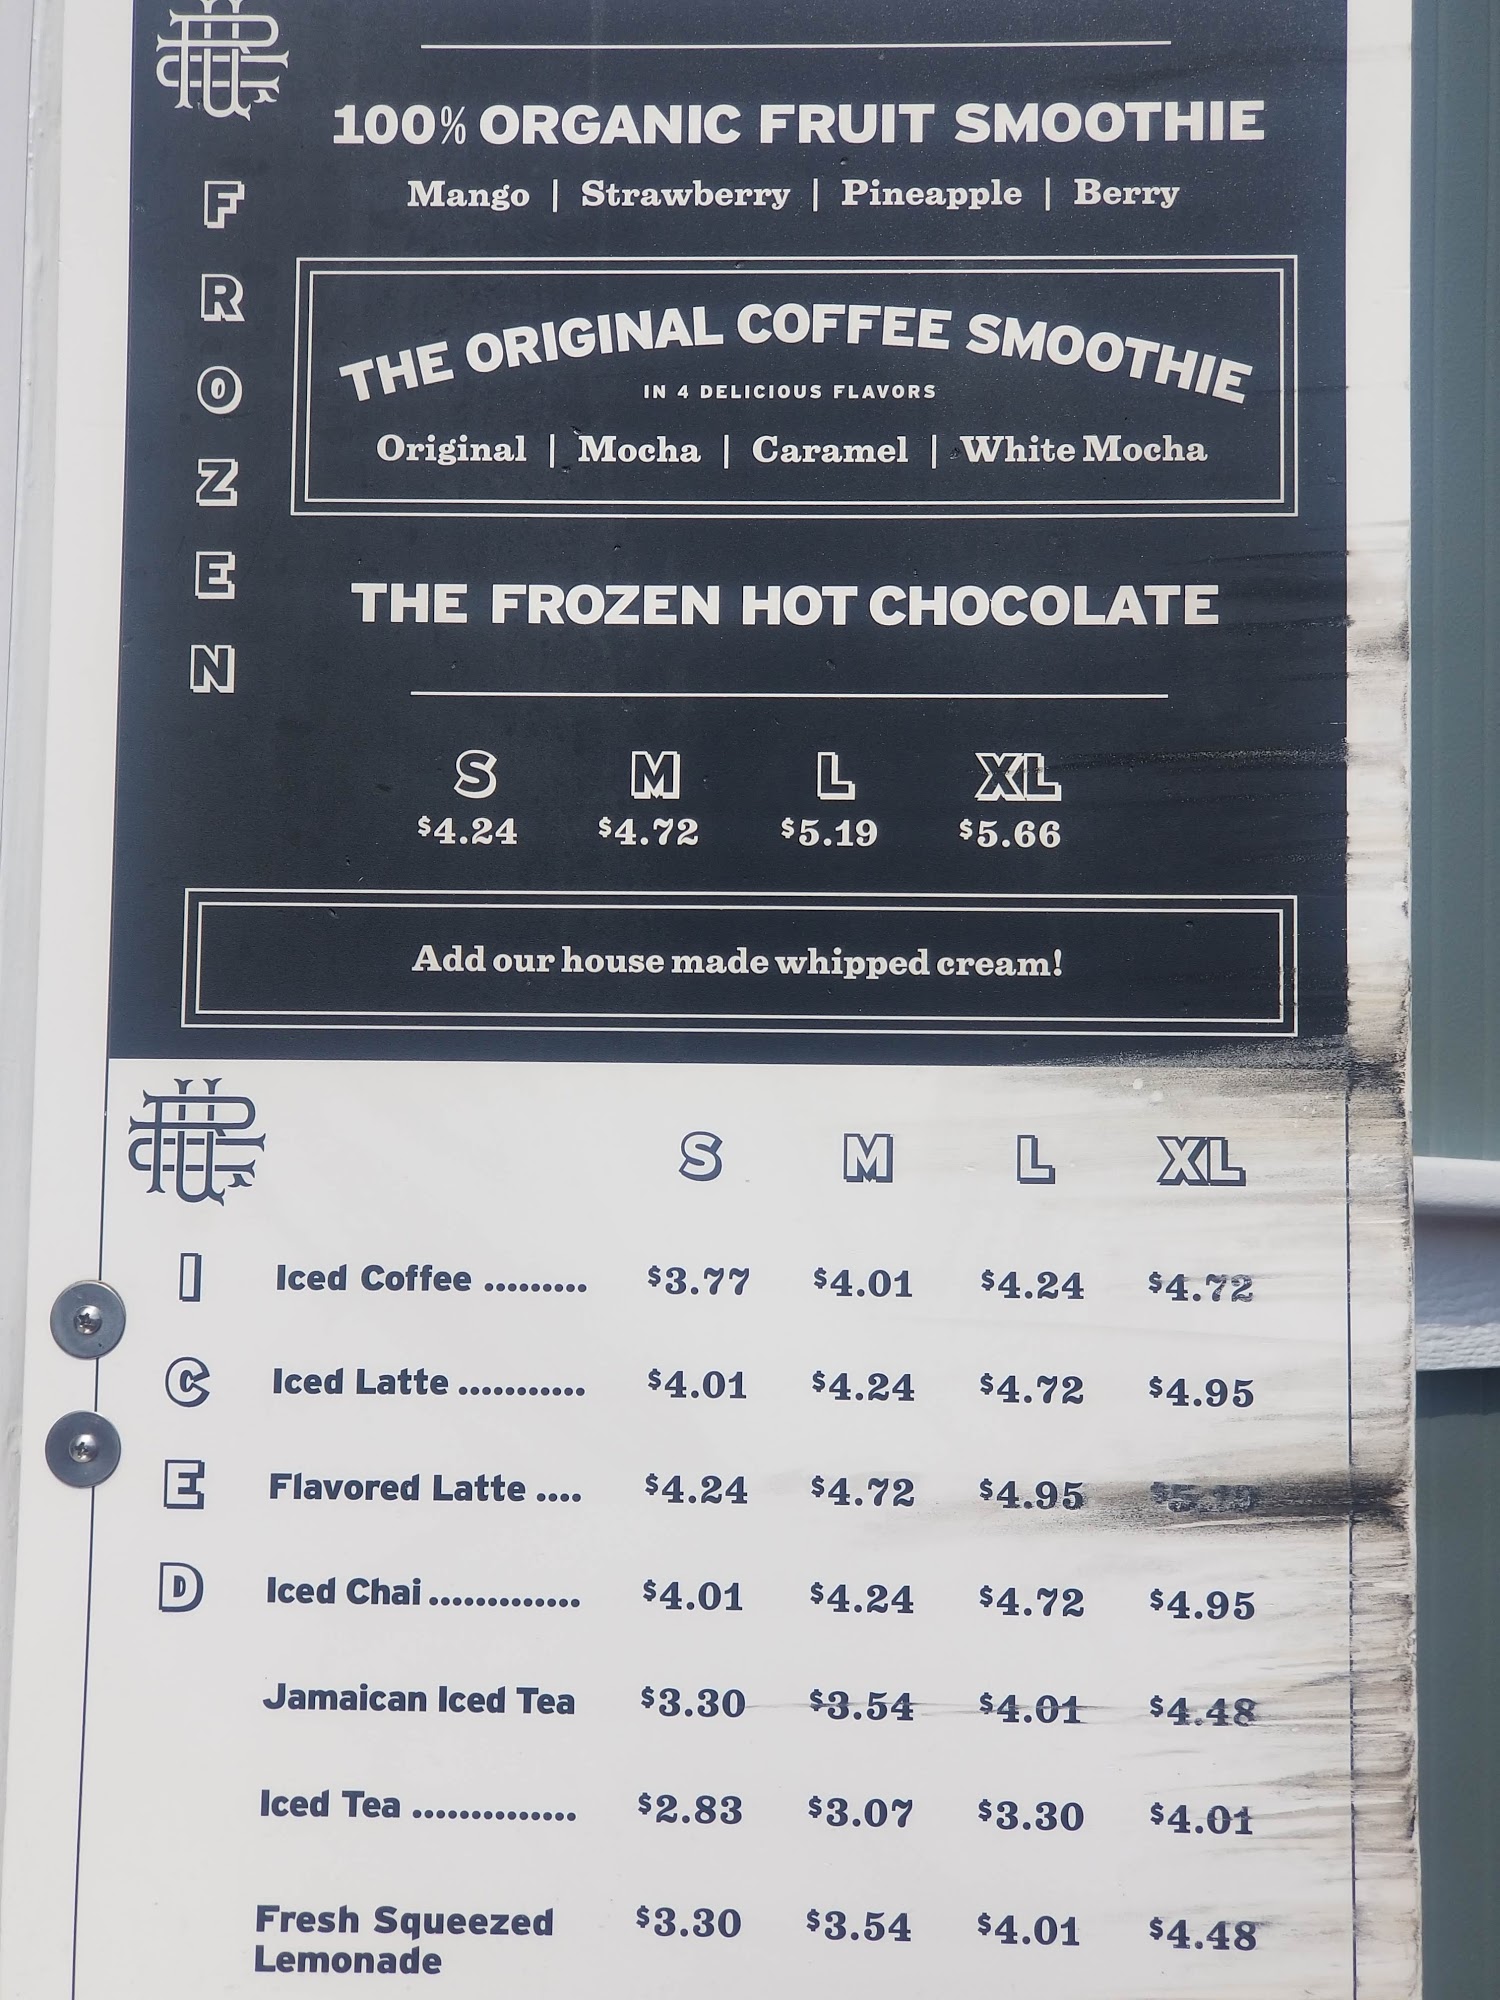 100% ORGANIC FRUIT SMOOTHIE
Mango | Strawberry | Pineapple | Berry
FROZEN
THE ORIGINAL COFFEE SMOOTHIE
IN 4 DELICIOUS FLAVORS
Original | Mocha | Caramel | White Mocha
THE FROZEN HOT CHOCOLATE
S M L XL
$4.24 $4.72 $5.19 $5.66
Add our house made whipped cream!
ICED
S M L XL
Iced Coffee ......... $3.77 $4.01 $4.24 $4.72
Iced Latte ........... $4.01 $4.24 $4.72 $4.95
Flavored Latte .... $4.24 $4.72 $4.95 $5.19
Iced Chai ............. $4.01 $4.24 $4.72 $4.95
Jamaican Iced Tea $3.30 $3.54 $4.01 $4.48
Iced Tea .............. $2.83 $3.07 $3.30 $4.01
Fresh Squeezed $3.30 $3.54 $4.01 $4.48
Lemonade